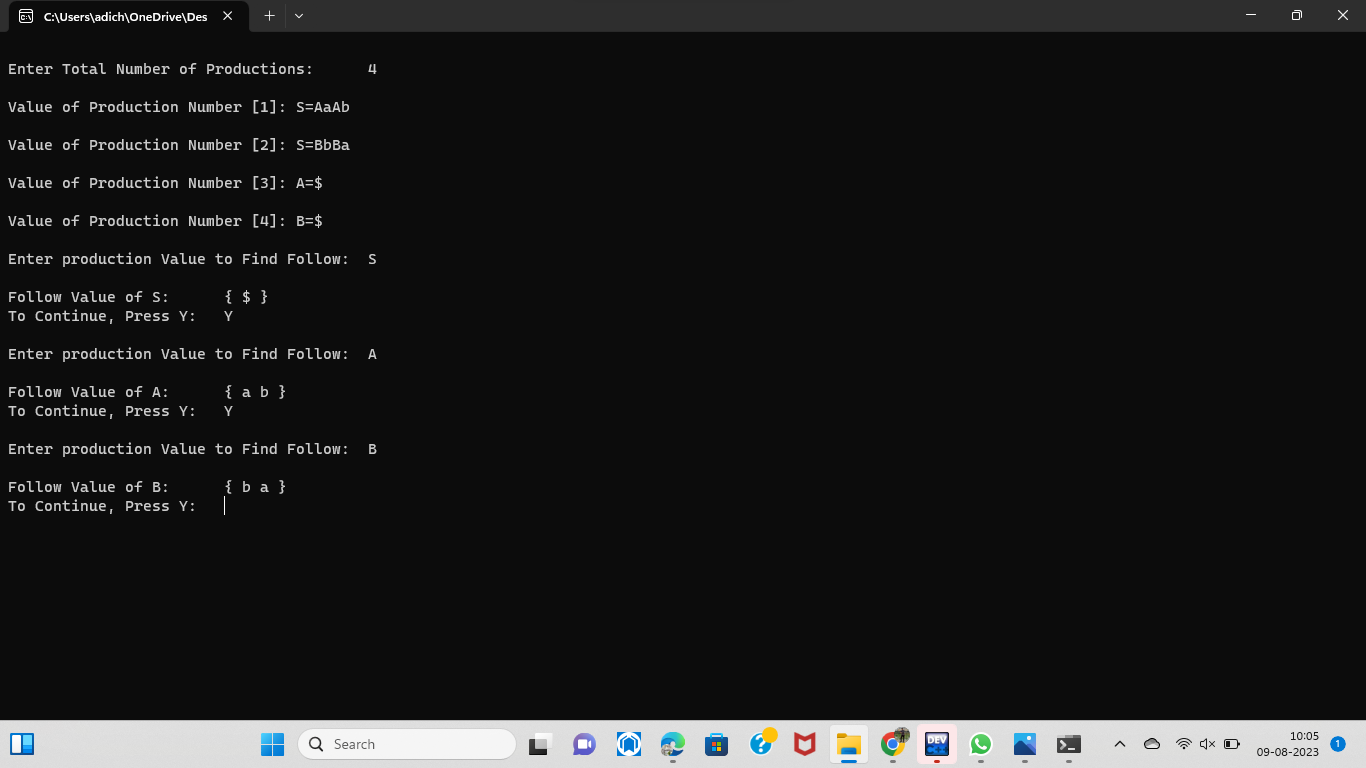 C:\Users\adich\OneDrive\Des
Enter Total Number of Productions: 4
Value of Production Number [1]: S=AaAb
Value of Production Number [2]: S=BbBa
Value of Production Number [3]: A=$
Value of Production Number [4]: B=$
Enter production Value to Find Follow: S
Follow Value of S: { $ }
To Continue, Press Y: Y
Enter production Value to Find Follow: A
Follow Value of A: { a b }
To Continue, Press Y: Y
Enter production Value to Find Follow: B
Follow Value of B: { b a }
To Continue, Press Y:
Search
DEV
10:05
09-08-2023
1